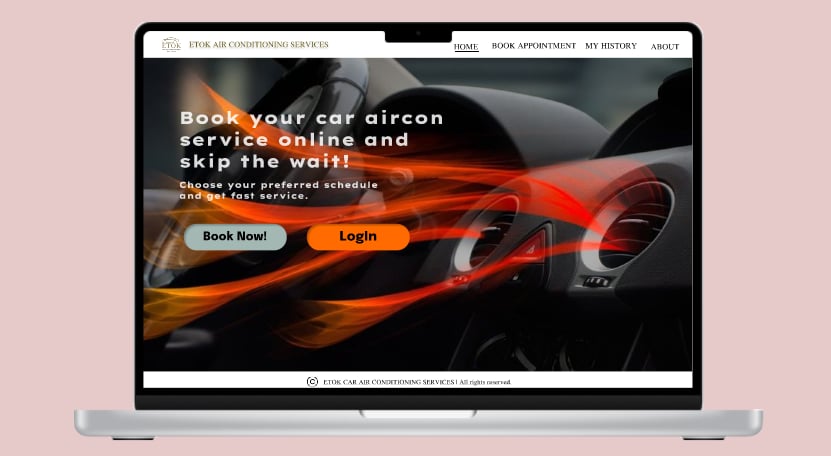 ETOK
ETOK AIR CONDITIONING SERVICES
HOME BOOK APPOINTMENT MY HISTORY ABOUT
Book your car aircon
service online and
skip the wait!
Choose your preferred schedule
and get fast service.
Book Now! Login
© ETOK CAR AIR CONDITIONING SERVICES | All rights reserved.